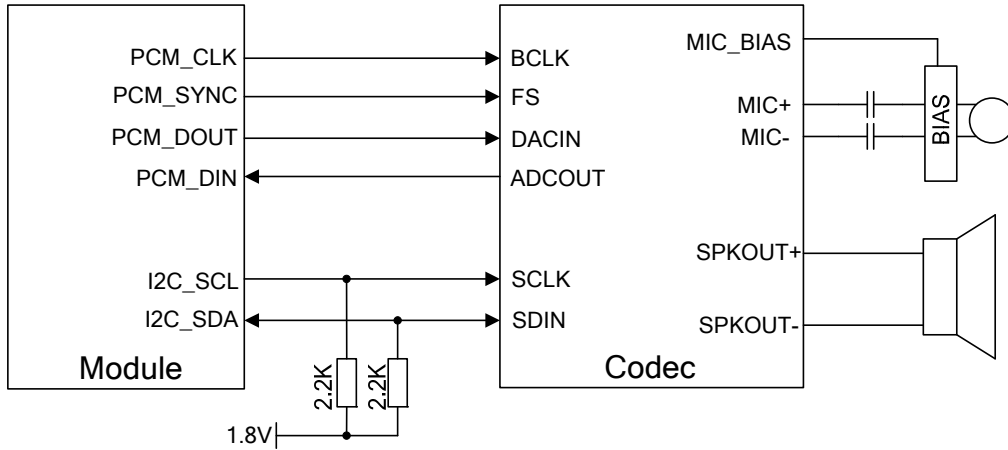 PCM_CLK
PCM_SYNC
PCM_DOUT
PCM_DIN
I2C_SCL
I2C_SDA
Module
BCLK
FS
DACIN
ADCOUT
SCLK
SDIN
Codec
MIC_BIAS
MIC+
MIC-
SPKOUT+
SPKOUT-
BIAS
2.2K
2.2K
1.8V